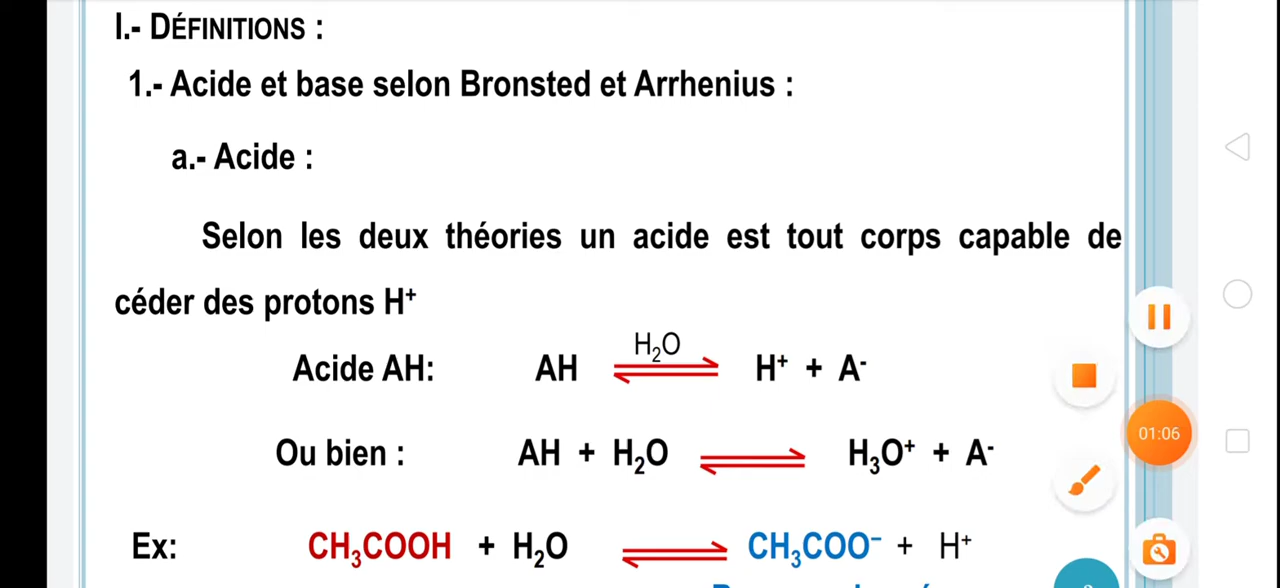 I.- DÉFINITIONS :
1.- Acide et base selon Bronsted et Arrhenius :
a.- Acide :
Selon les deux théories un acide est tout corps capable de
céder des protons H⁺
Acide AH: AH H₂O H⁺ + A⁻
Ou bien : AH + H₂O ⇌ H₃O⁺ + A⁻
Ex: CH₃COOH + H₂O ⇌ CH₃COO⁻ + H⁺
01:06